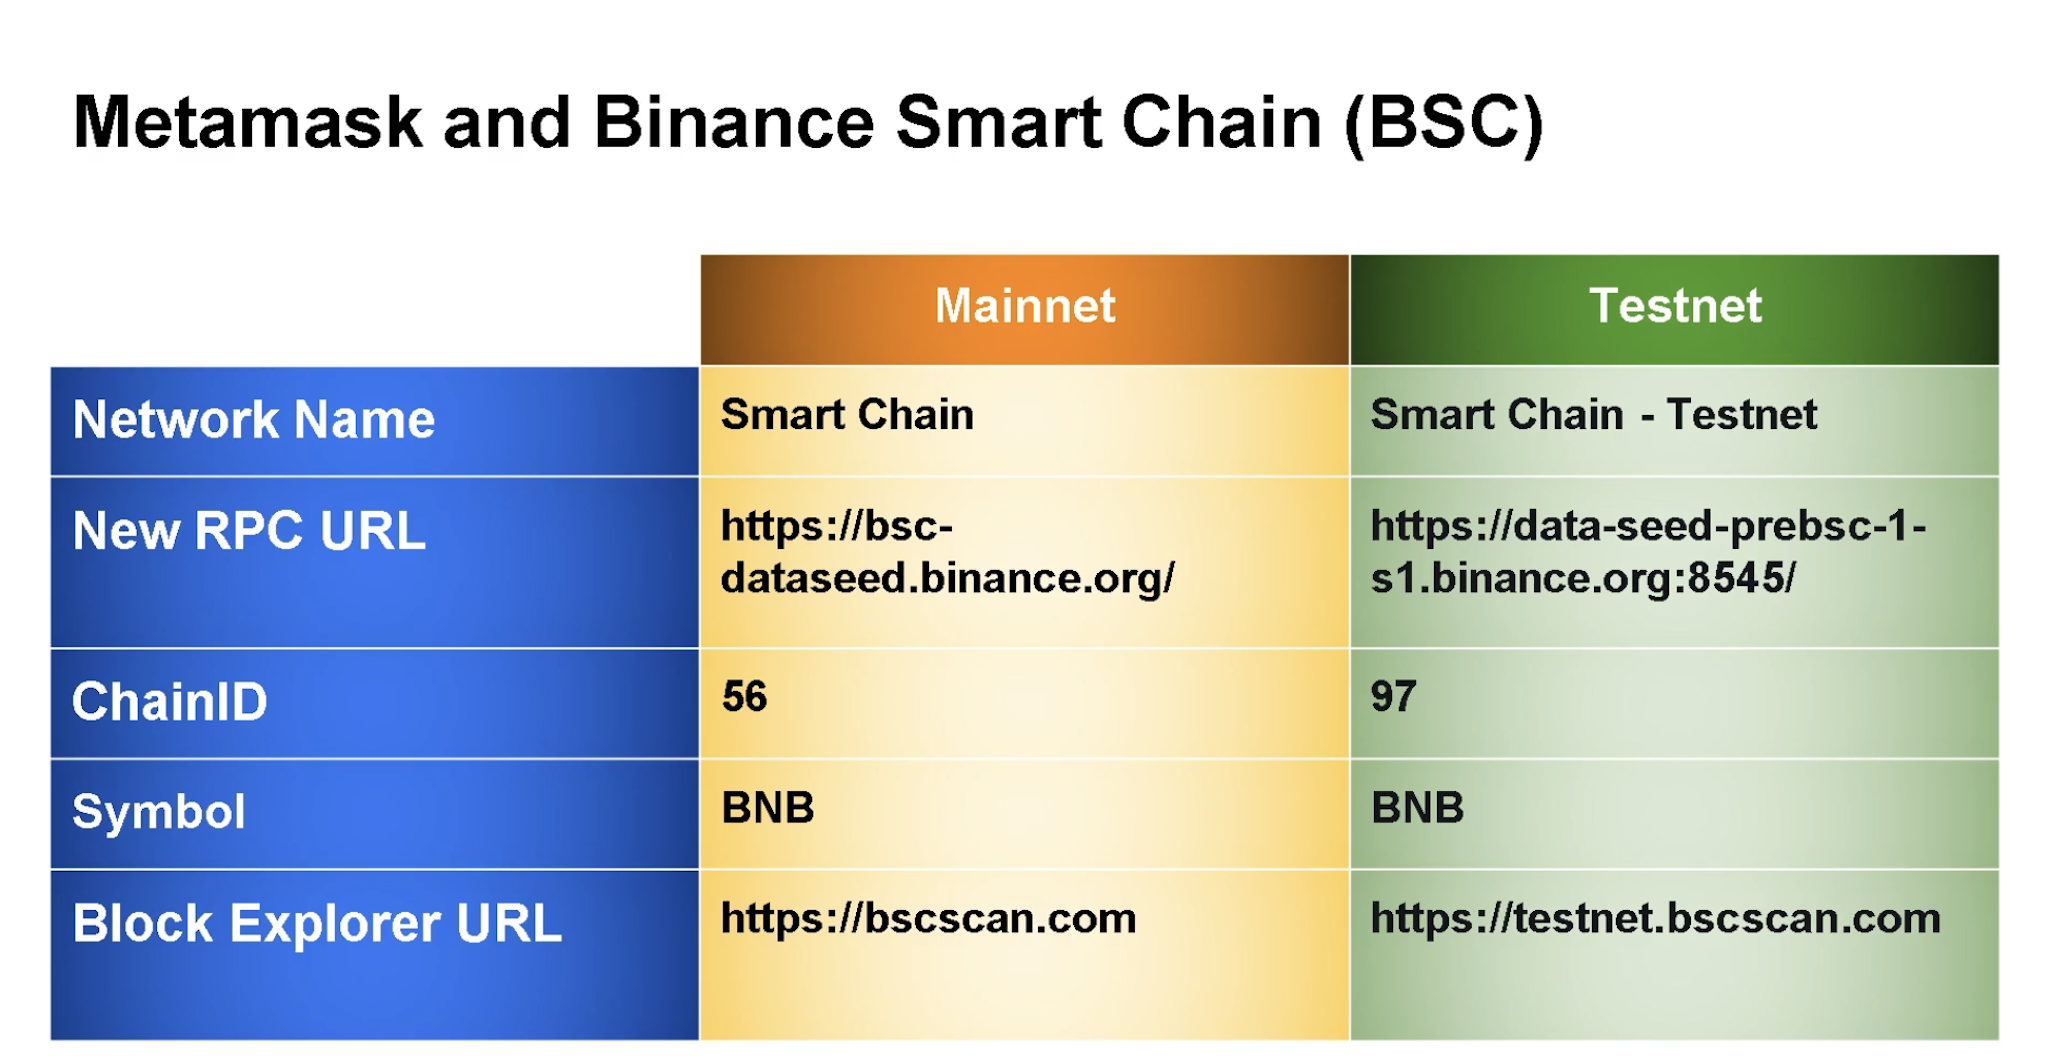 Metamask and Binance Smart Chain (BSC)
Mainnet Testnet
Network Name Smart Chain Smart Chain - Testnet
New RPC URL https://bsc- https://data-seed-prebsc-1-
dataseed.binance.org/ s1.binance.org:8545/
ChainID 56 97
Symbol BNB BNB
Block Explorer URL https://bscscan.com https://testnet.bscscan.com